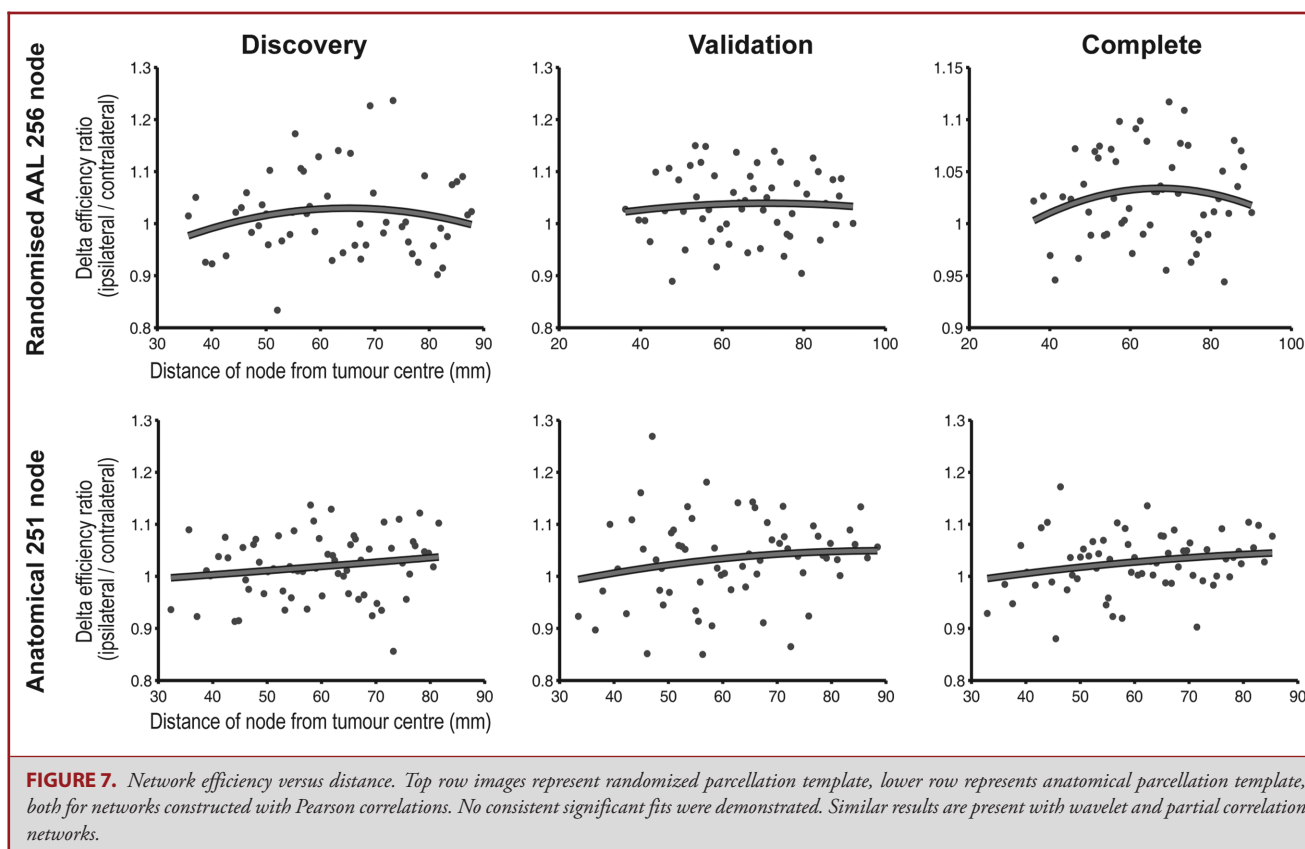 Discovery
Validation
Complete
Randomised AAL 256 node
Delta efficiency ratio
(ipsilateral / contralateral)
1.3
1.2
1.1
1
0.9
0.8
30 40 50 60 70 80 90
Distance of node from tumour centre (mm)
1.3
1.2
1.1
1
0.9
0.8
20 40 60 80 100
1.15
1.1
1.05
1
0.95
0.9
20 40 60 80 100
Anatomical 251 node
Delta efficiency ratio
(ipsilateral / contralateral)
1.3
1.2
1.1
1
0.9
0.8
30 40 50 60 70 80 90
Distance of node from tumour centre (mm)
1.3
1.2
1.1
1
0.9
0.8
30 40 50 60 70 80 90
1.3
1.2
1.1
1
0.9
0.8
30 40 50 60 70 80 90
FIGURE 7. Network efficiency versus distance. Top row images represent randomized parcellation template, lower row represents anatomical parcellation template,
both for networks constructed with Pearson correlations. No consistent significant fits were demonstrated. Similar results are present with wavelet and partial correlation
networks.